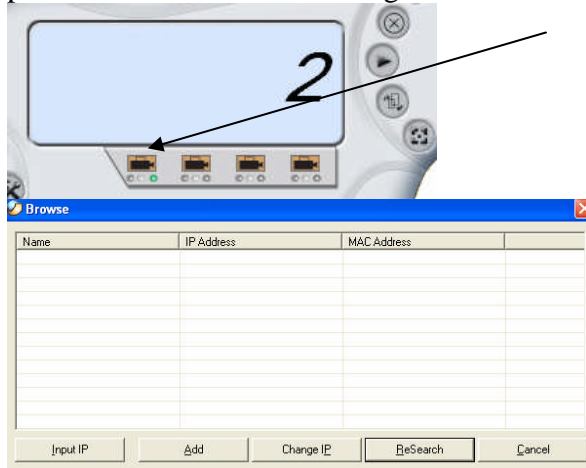 2
Browse
Name IP Address MAC Address
Input IP Add Change IP ReSearch Cancel